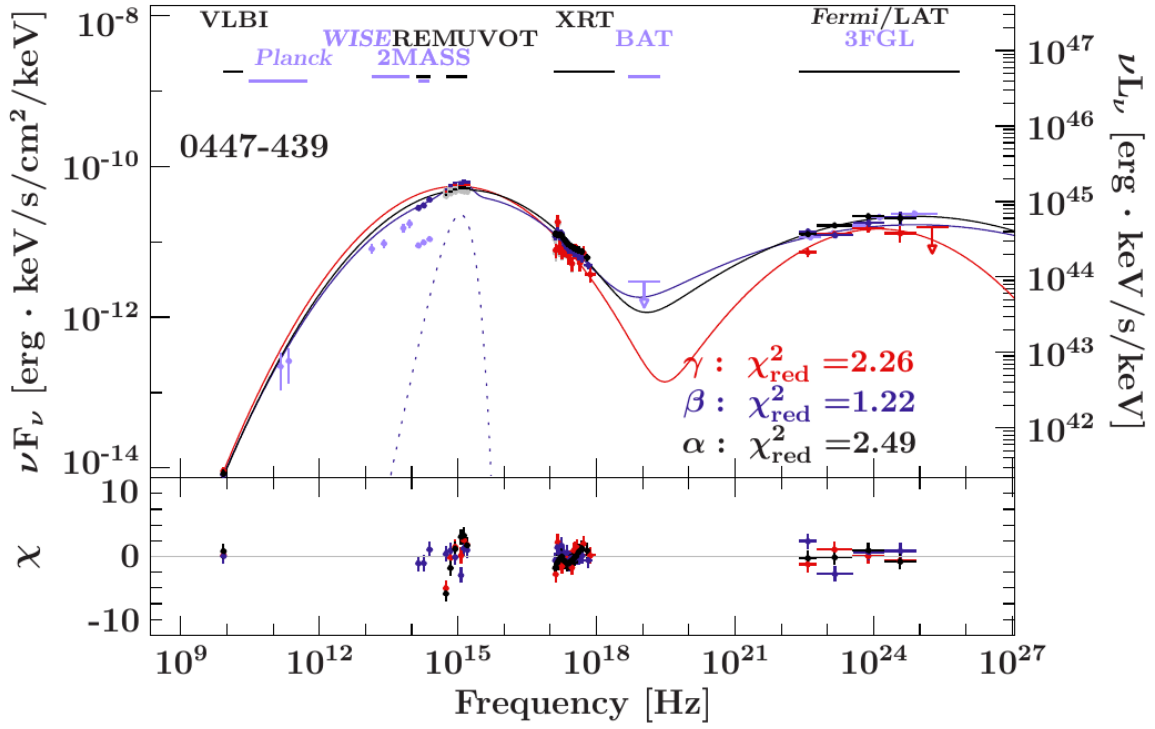 VLBI XRT Fermi/LAT
WISE REM UVOT BAT 3FGL
Planck 2MASS
0447-439
γ : χ²red =2.26
β : χ²red =1.22
α : χ²red =2.49
νFν [erg · keV/s/cm²/keV]
10⁻⁸
10⁻¹⁰
10⁻¹²
10⁻¹⁴
νLν [erg · keV/s/keV]
10⁴⁷
10⁴⁶
10⁴⁵
10⁴⁴
10⁴³
10⁴²
χ
10
0
-10
10⁹ 10¹² 10¹⁵ 10¹⁸ 10²¹ 10²⁴ 10²⁷
Frequency [Hz]